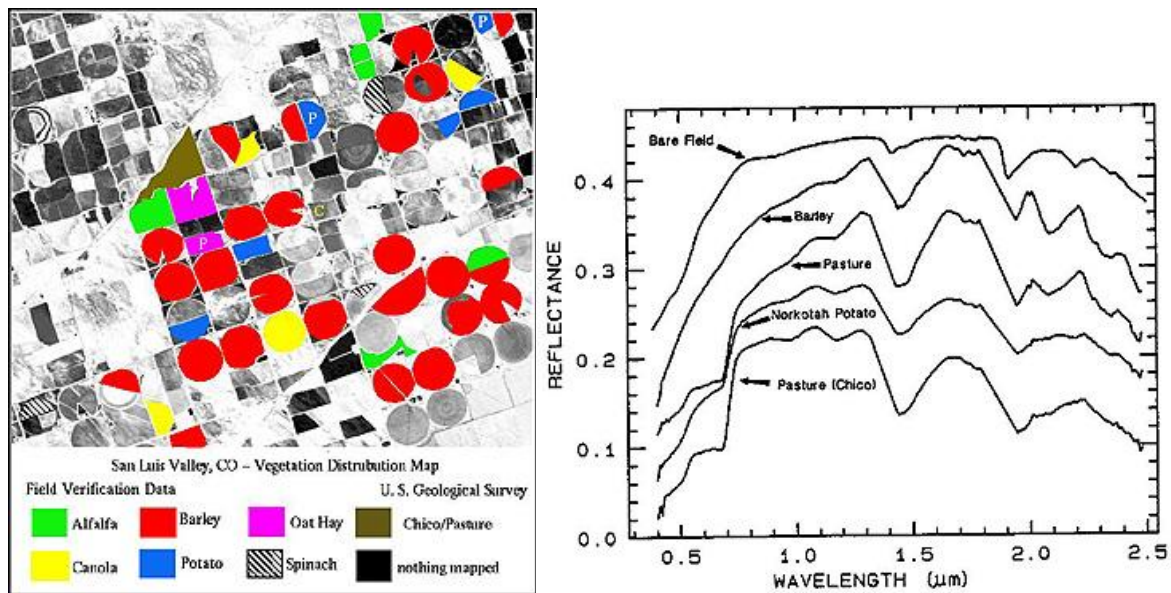 P
P
C
P
San Luis Valley, CO – Vegetation Distrubution Map
Field Verification Data U. S. Geological Survey
Alfalfa Barley Oat Hay Chico/Pasture
Canola Potato Spinach nothing mapped
Bare Field
Barley
Pasture
Norkotah Potato
Pasture (Chico)
REFLECTANCE
0.4
0.3
0.2
0.1
0.0
0.5 1.0 1.5 2.0 2.5
WAVELENGTH (µm)